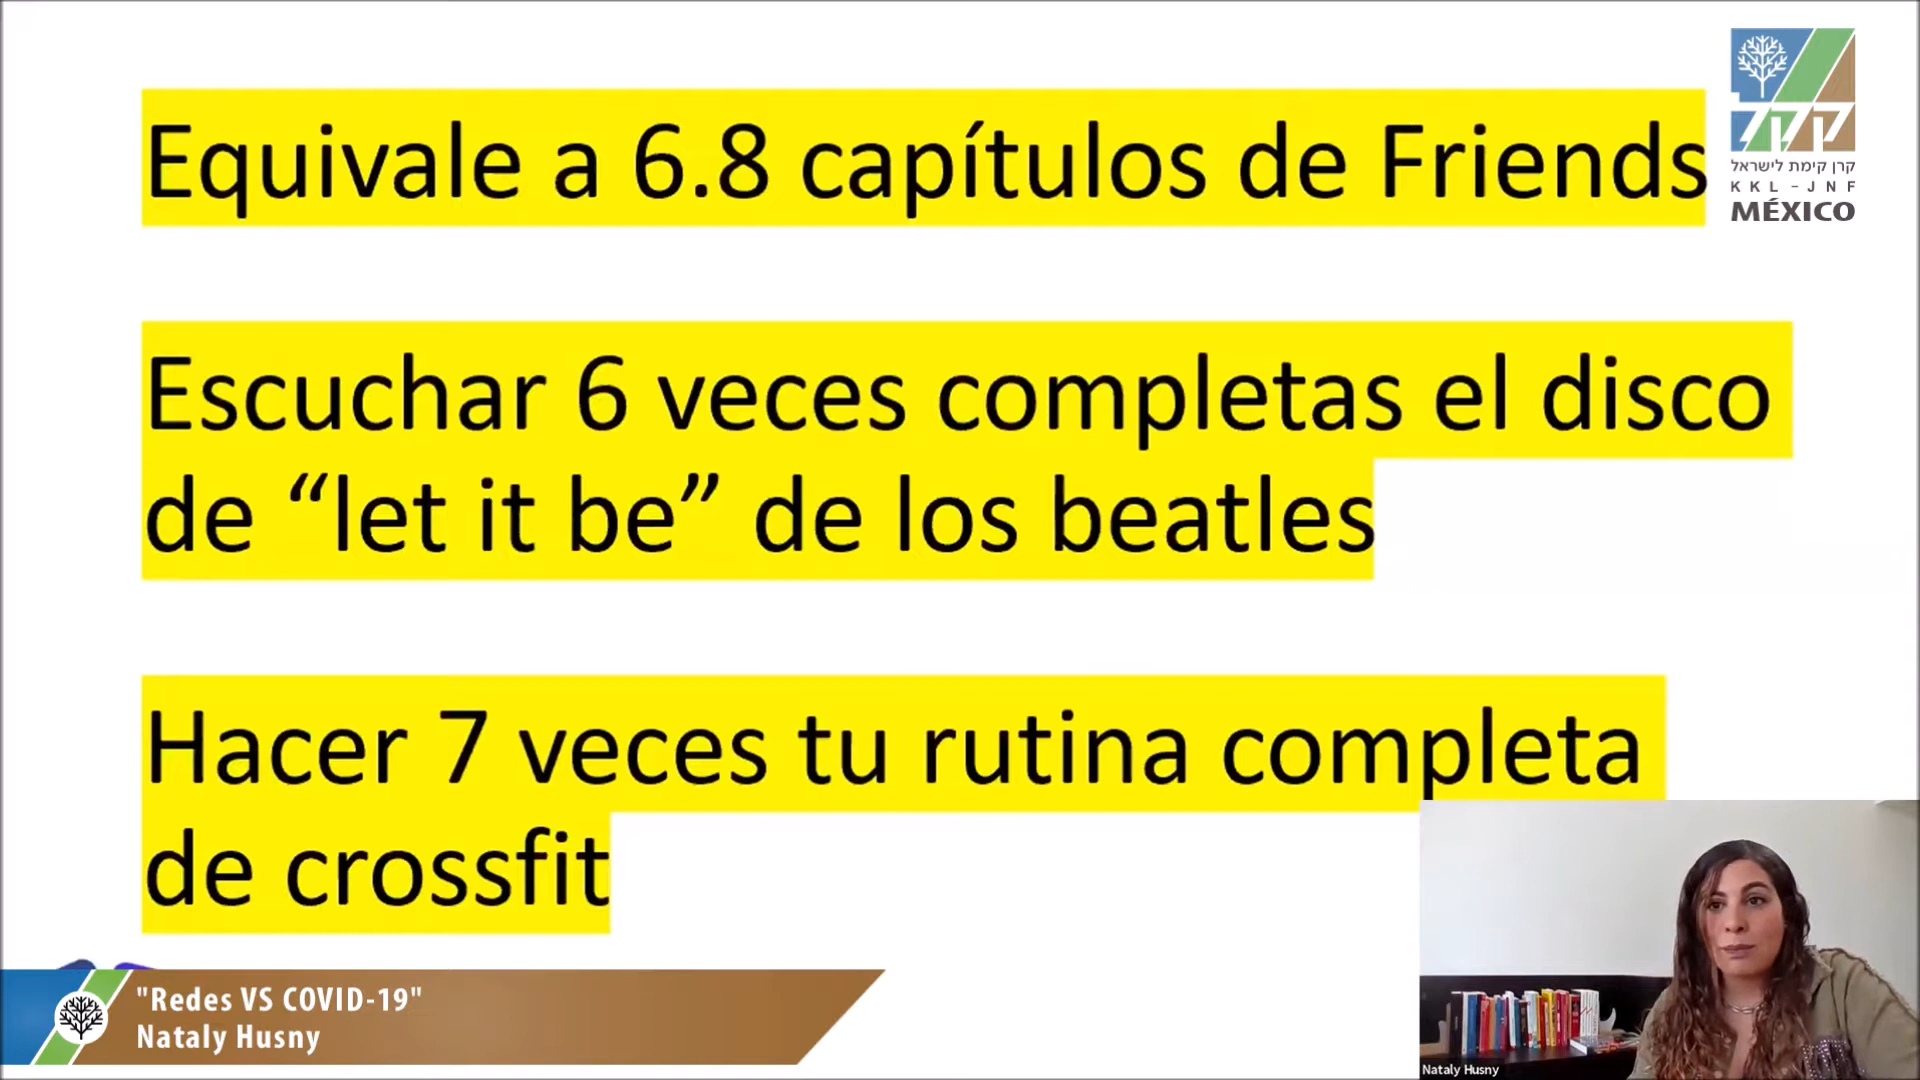 Equivale a 6.8 capítulos de Friends
Escuchar 6 veces completas el disco
de “let it be” de los beatles
Hacer 7 veces tu rutina completa
de crossfit
קקל
קרן קימת לישראל
KKL-JNF
MÉXICO
"Redes VS COVID-19"
Nataly Husny
Nataly Husny